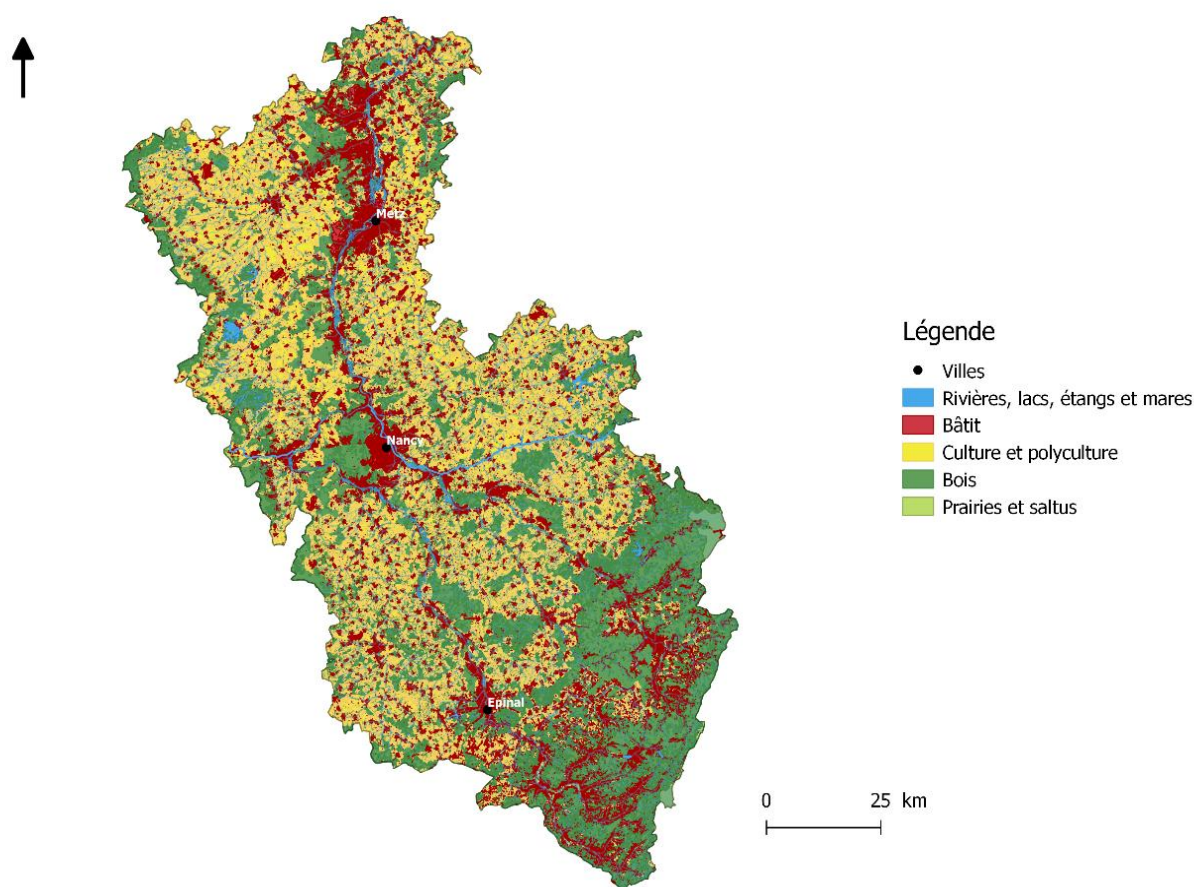 Metz
Nancy
Epinal
Légende
Villes
Rivières, lacs, étangs et mares
Bâtit
Culture et polyculture
Bois
Prairies et saltus
0 25 km